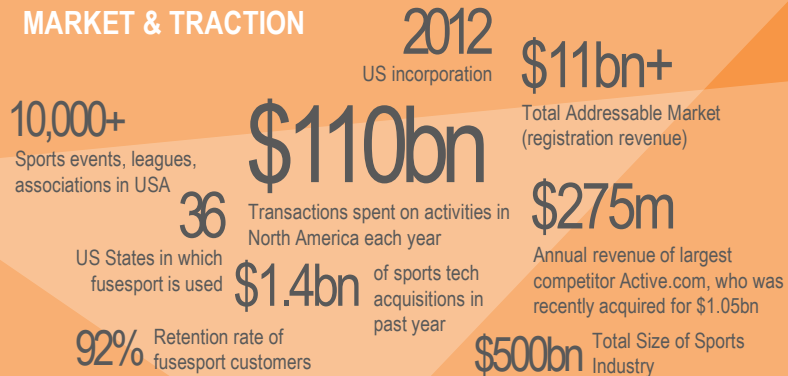 MARKET & TRACTION
2012
US incorporation
$11bn+
Total Addressable Market
(registration revenue)
10,000+
Sports events, leagues,
associations in USA
$110bn
Transactions spent on activities in
North America each year
36
US States in which
fusesport is used
$275m
Annual revenue of largest
competitor Active.com, who was
recently acquired for $1.05bn
$1.4bn
of sports tech
acquisitions in
past year
92%
Retention rate of
fusesport customers
$500bn
Total Size of Sports
Industry